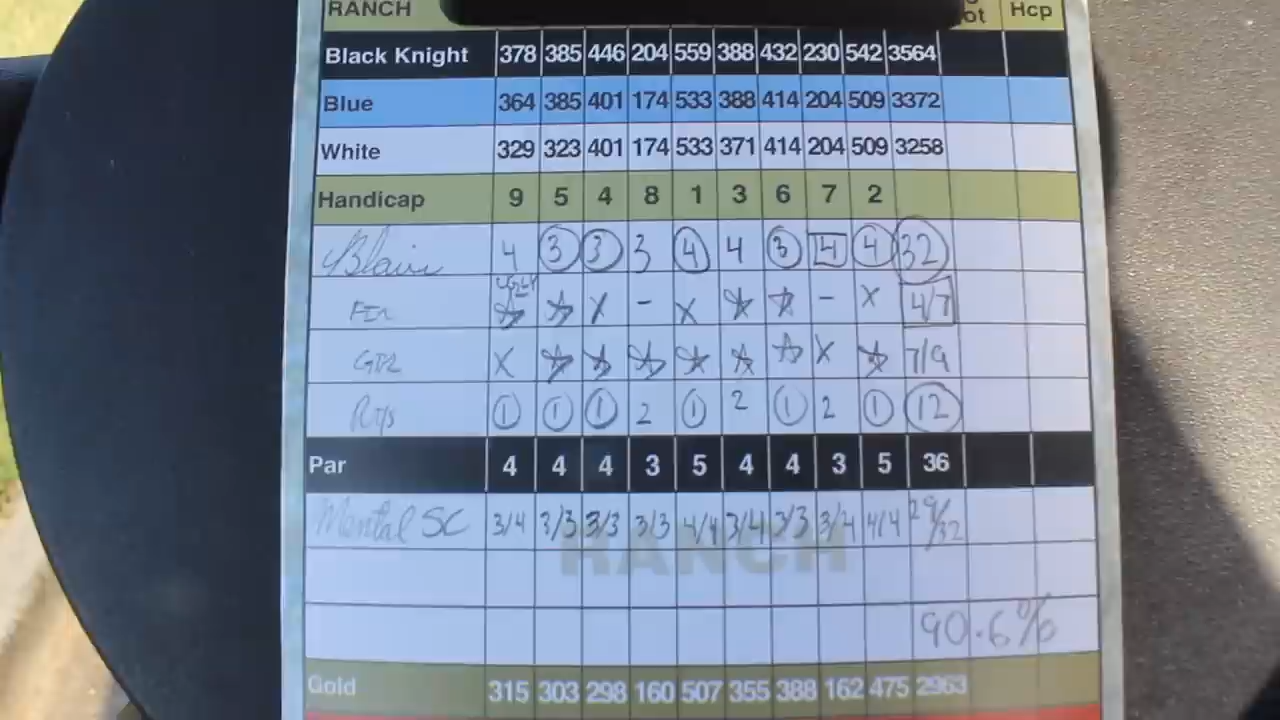 RANCH ot Hcp
Black Knight 378 385 446 204 559 388 432 230 542 3564
Blue 364 385 401 174 533 388 414 204 509 3372
White 329 323 401 174 533 371 414 204 509 3258
Handicap 9 5 4 8 1 3 6 7 2
Blair 4 3 3 3 4 4 3 4 4 32
FIR X - X - X 4/7
GIR X X 7/9
Putts 1 1 1 2 1 2 1 2 1 12
Par 4 4 4 3 5 4 4 3 5 36
Mental SC 3/4 3/3 3/3 3/3 4/4 3/4 3/3 3/4 4/4 29/32
RANCH
90.6%
Gold 315 303 298 160 507 355 388 162 475 2963